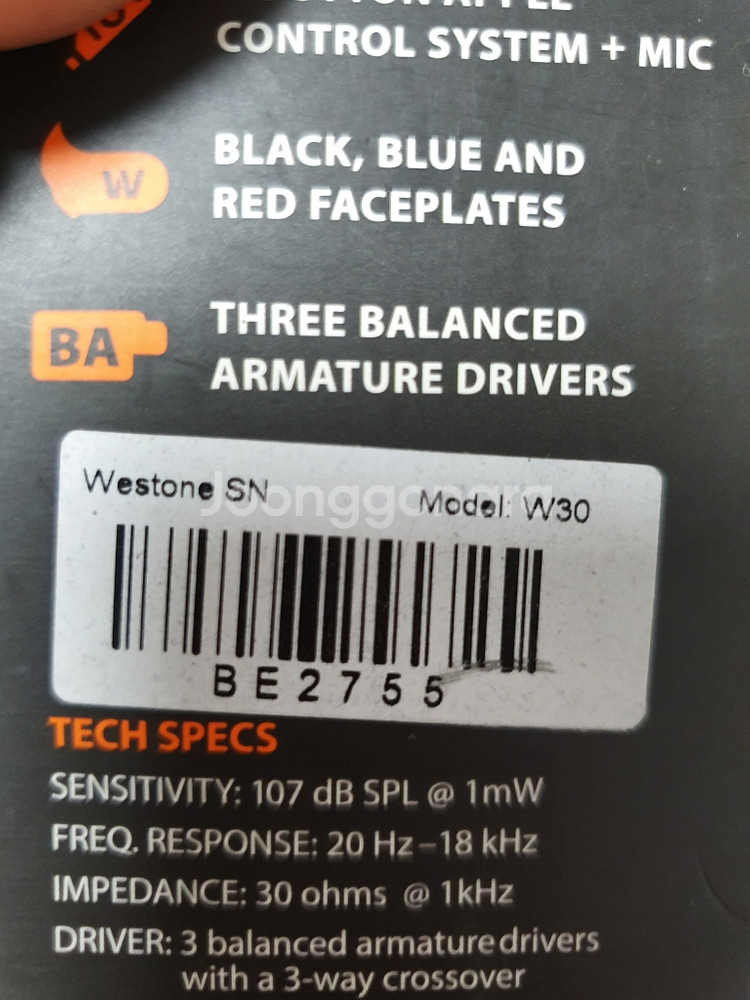 APPLE
CONTROL SYSTEM + MIC
W
BLACK, BLUE AND
RED FACEPLATES
BA
THREE BALANCED
ARMATURE DRIVERS
Westone SN
Model: W30
Joonggonara
BE2755
TECH SPECS
SENSITIVITY: 107 dB SPL @ 1mW
FREQ. RESPONSE: 20 Hz–18 kHz
IMPEDANCE: 30 ohms @ 1kHz
DRIVER: 3 balanced armature drivers
with a 3-way crossover